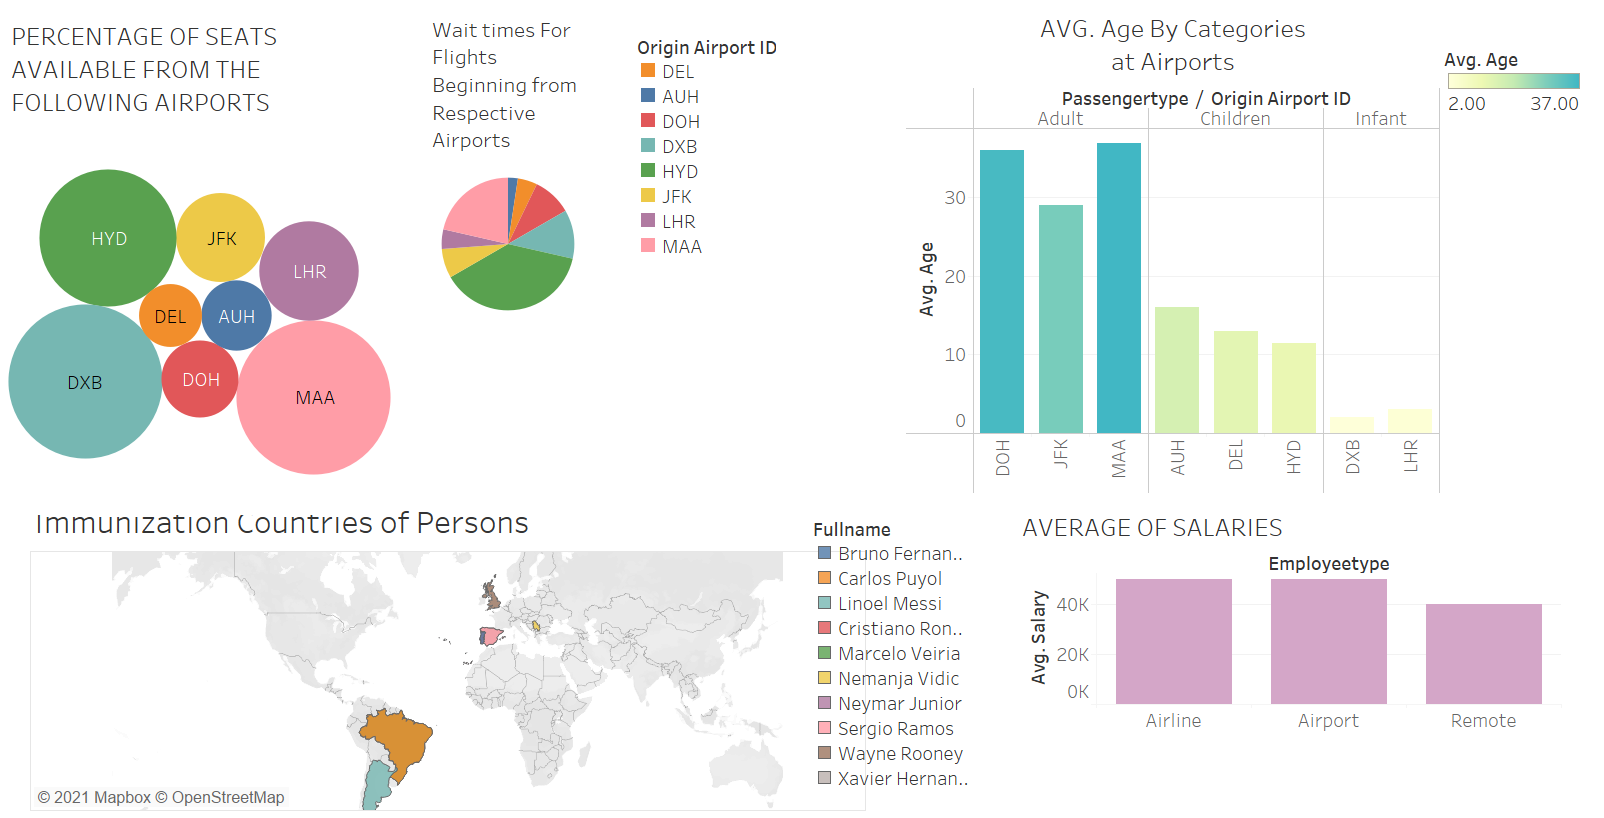 PERCENTAGE OF SEATS
AVAILABLE FROM THE
FOLLOWING AIRPORTS
HYD
JFK
LHR
DEL
AUH
DXB
DOH
MAA
Wait times For
Flights
Beginning from
Respective
Airports
Origin Airport ID
DEL
AUH
DOH
DXB
HYD
JFK
LHR
MAA
AVG. Age By Categories
at Airports
Passengertype / Origin Airport ID
Adult
Children
Infant
Avg. Age
30
20
10
0
DOH
JFK
MAA
AUH
DEL
HYD
DXB
LHR
Avg. Age
2.00 37.00
Immunization Countries of Persons
© 2021 Mapbox © OpenStreetMap
Fullname
Bruno Fernan..
Carlos Puyol
Linoel Messi
Cristiano Ron..
Marcelo Veiria
Nemanja Vidic
Neymar Junior
Sergio Ramos
Wayne Rooney
Xavier Hernan..
AVERAGE OF SALARIES
Employeetype
Avg. Salary
40K
20K
0K
Airline
Airport
Remote